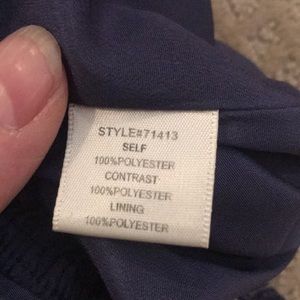 STYLE#71413
SELF
100%POLYESTER
CONTRAST
100%POLYESTER
LINING
100%POLYESTER